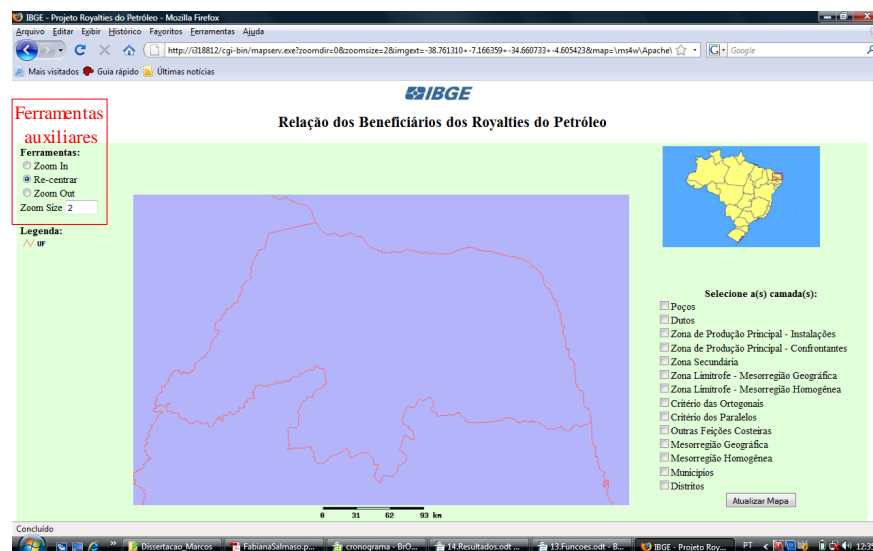 IBGE - Projeto Royalties do Petróleo - Mozilla Firefox
Arquivo Editar Exibir Histórico Favoritos Ferramentas Ajuda
http://i318812/cgi-bin/mapserv.exe?zoomdir=0&zoomsize=2&imgext=-38.761310+-7.166359+-34.660733+-4.605423&map=\ms4w\Apache\
Google
Mais visitados Guia rápido Últimas notícias
IBGE
Relação dos Beneficiários dos Royalties do Petróleo
Ferramentas
auxiliares
Ferramentas:
Zoom In
Re-centrar
Zoom Out
Zoom Size 2
Legenda:
UF
0 31 62 93 km
Selecione a(s) camada(s):
Poços
Dutos
Zona de Produção Principal - Instalações
Zona de Produção Principal - Confrontantes
Zona Secundária
Zona Limítrofe - Mesorregião Geográfica
Zona Limítrofe - Mesorregião Homogênea
Critério das Ortogonais
Critério dos Paralelos
Outras Feições Costeiras
Mesorregião Geográfica
Mesorregião Homogênea
Municípios
Distritos
Atualizar Mapa
Concluído
Dissertacao_Marcos FabianaSalmaso.p... cronograma - BrO... 14.Resultados.odt ... 13.Funcoes.odt - B... IBGE - Projeto Roy... PT 12:35